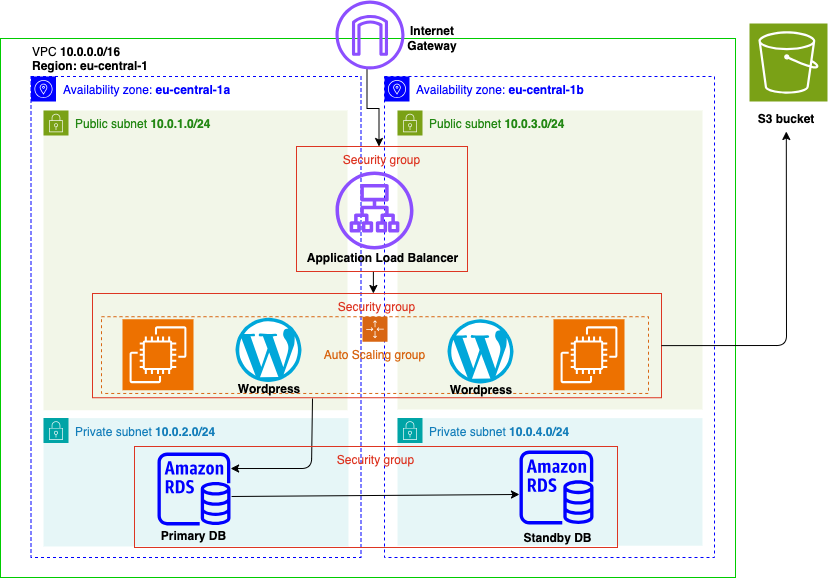 Internet
Gateway
VPC 10.0.0.0/16
Region: eu-central-1
Availability zone: eu-central-1a
Availability zone: eu-central-1b
S3 bucket
Public subnet 10.0.1.0/24
Public subnet 10.0.3.0/24
Security group
Application Load Balancer
Security group
Auto Scaling group
Wordpress
Wordpress
Private subnet 10.0.2.0/24
Private subnet 10.0.4.0/24
Security group
Amazon
RDS
Primary DB
Amazon
RDS
Standby DB